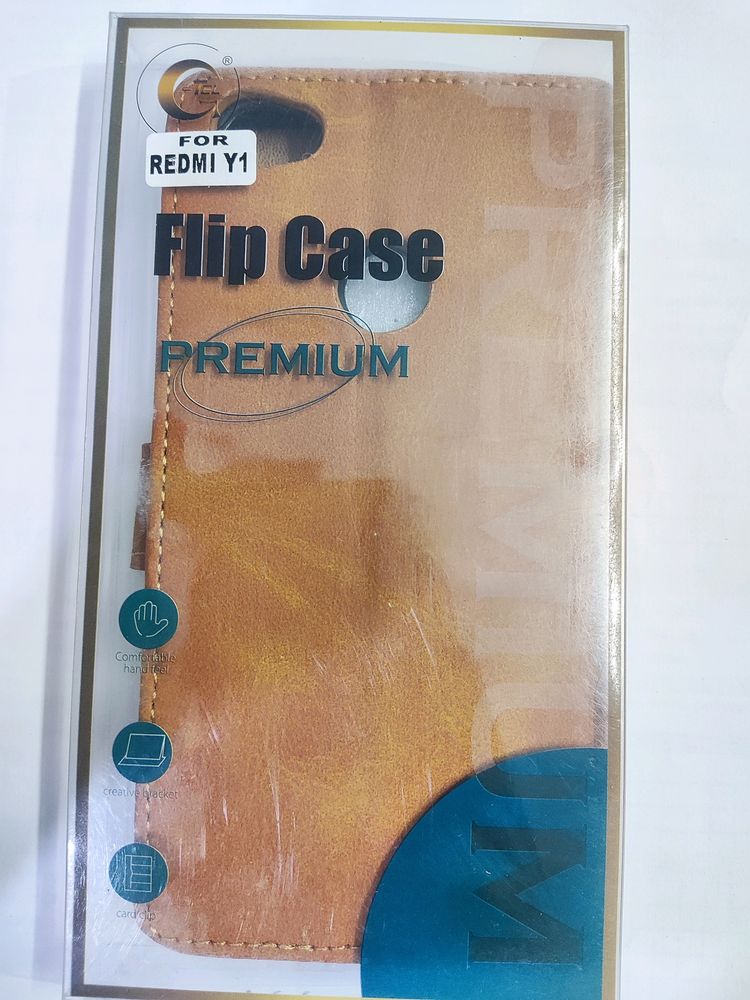 FOR
REDMI Y1
Flip Case
PREMIUM
Comfortable
hand feel
creative bracket
card clip
PREMIUM